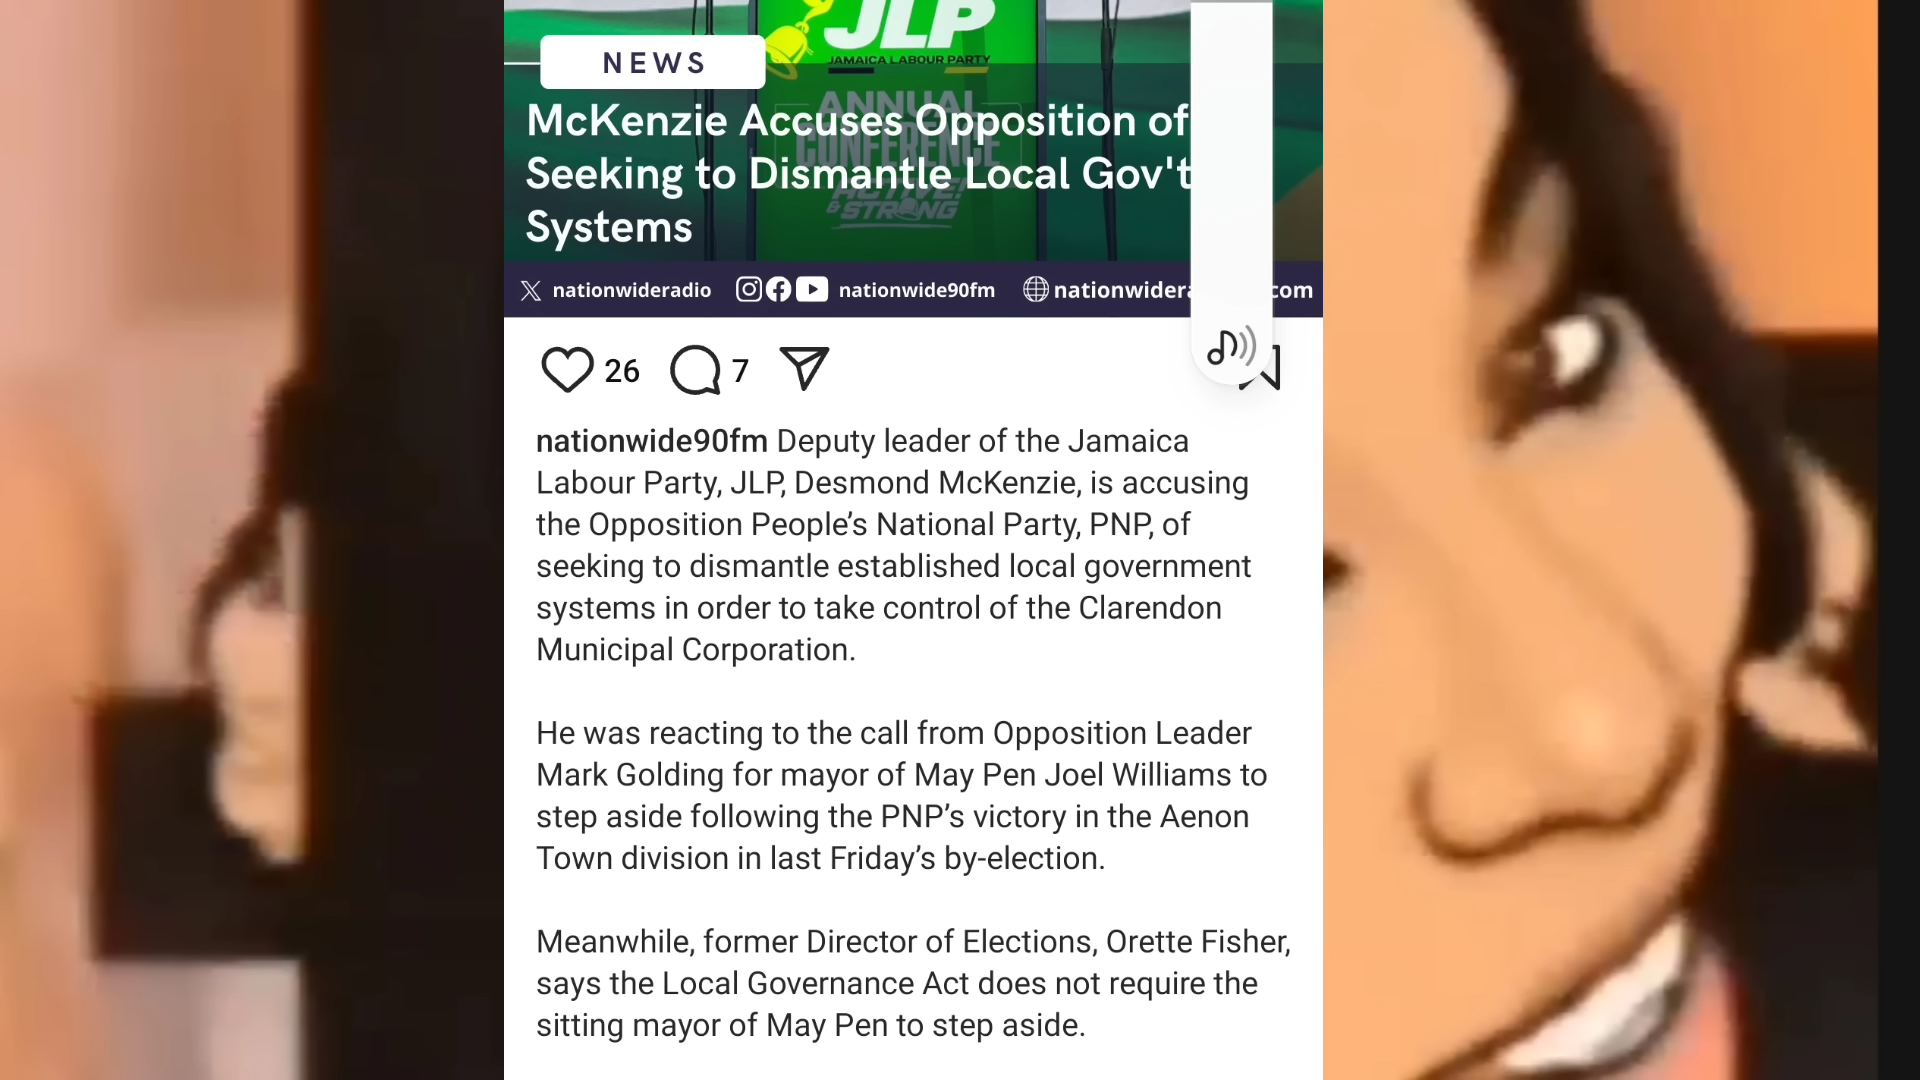 JLP
JAMAICA LABOUR PARTY
NEWS
ANNUAL
CONFERENCE
ACTIVE!
& STRONG
McKenzie Accuses Opposition of
Seeking to Dismantle Local Gov't
Systems
nationwideradio nationwide90fm nationwider com
26 7
nationwide90fm Deputy leader of the Jamaica
Labour Party, JLP, Desmond McKenzie, is accusing
the Opposition People’s National Party, PNP, of
seeking to dismantle established local government
systems in order to take control of the Clarendon
Municipal Corporation.
He was reacting to the call from Opposition Leader
Mark Golding for mayor of May Pen Joel Williams to
step aside following the PNP’s victory in the Aenon
Town division in last Friday’s by-election.
Meanwhile, former Director of Elections, Orette Fisher,
says the Local Governance Act does not require the
sitting mayor of May Pen to step aside.